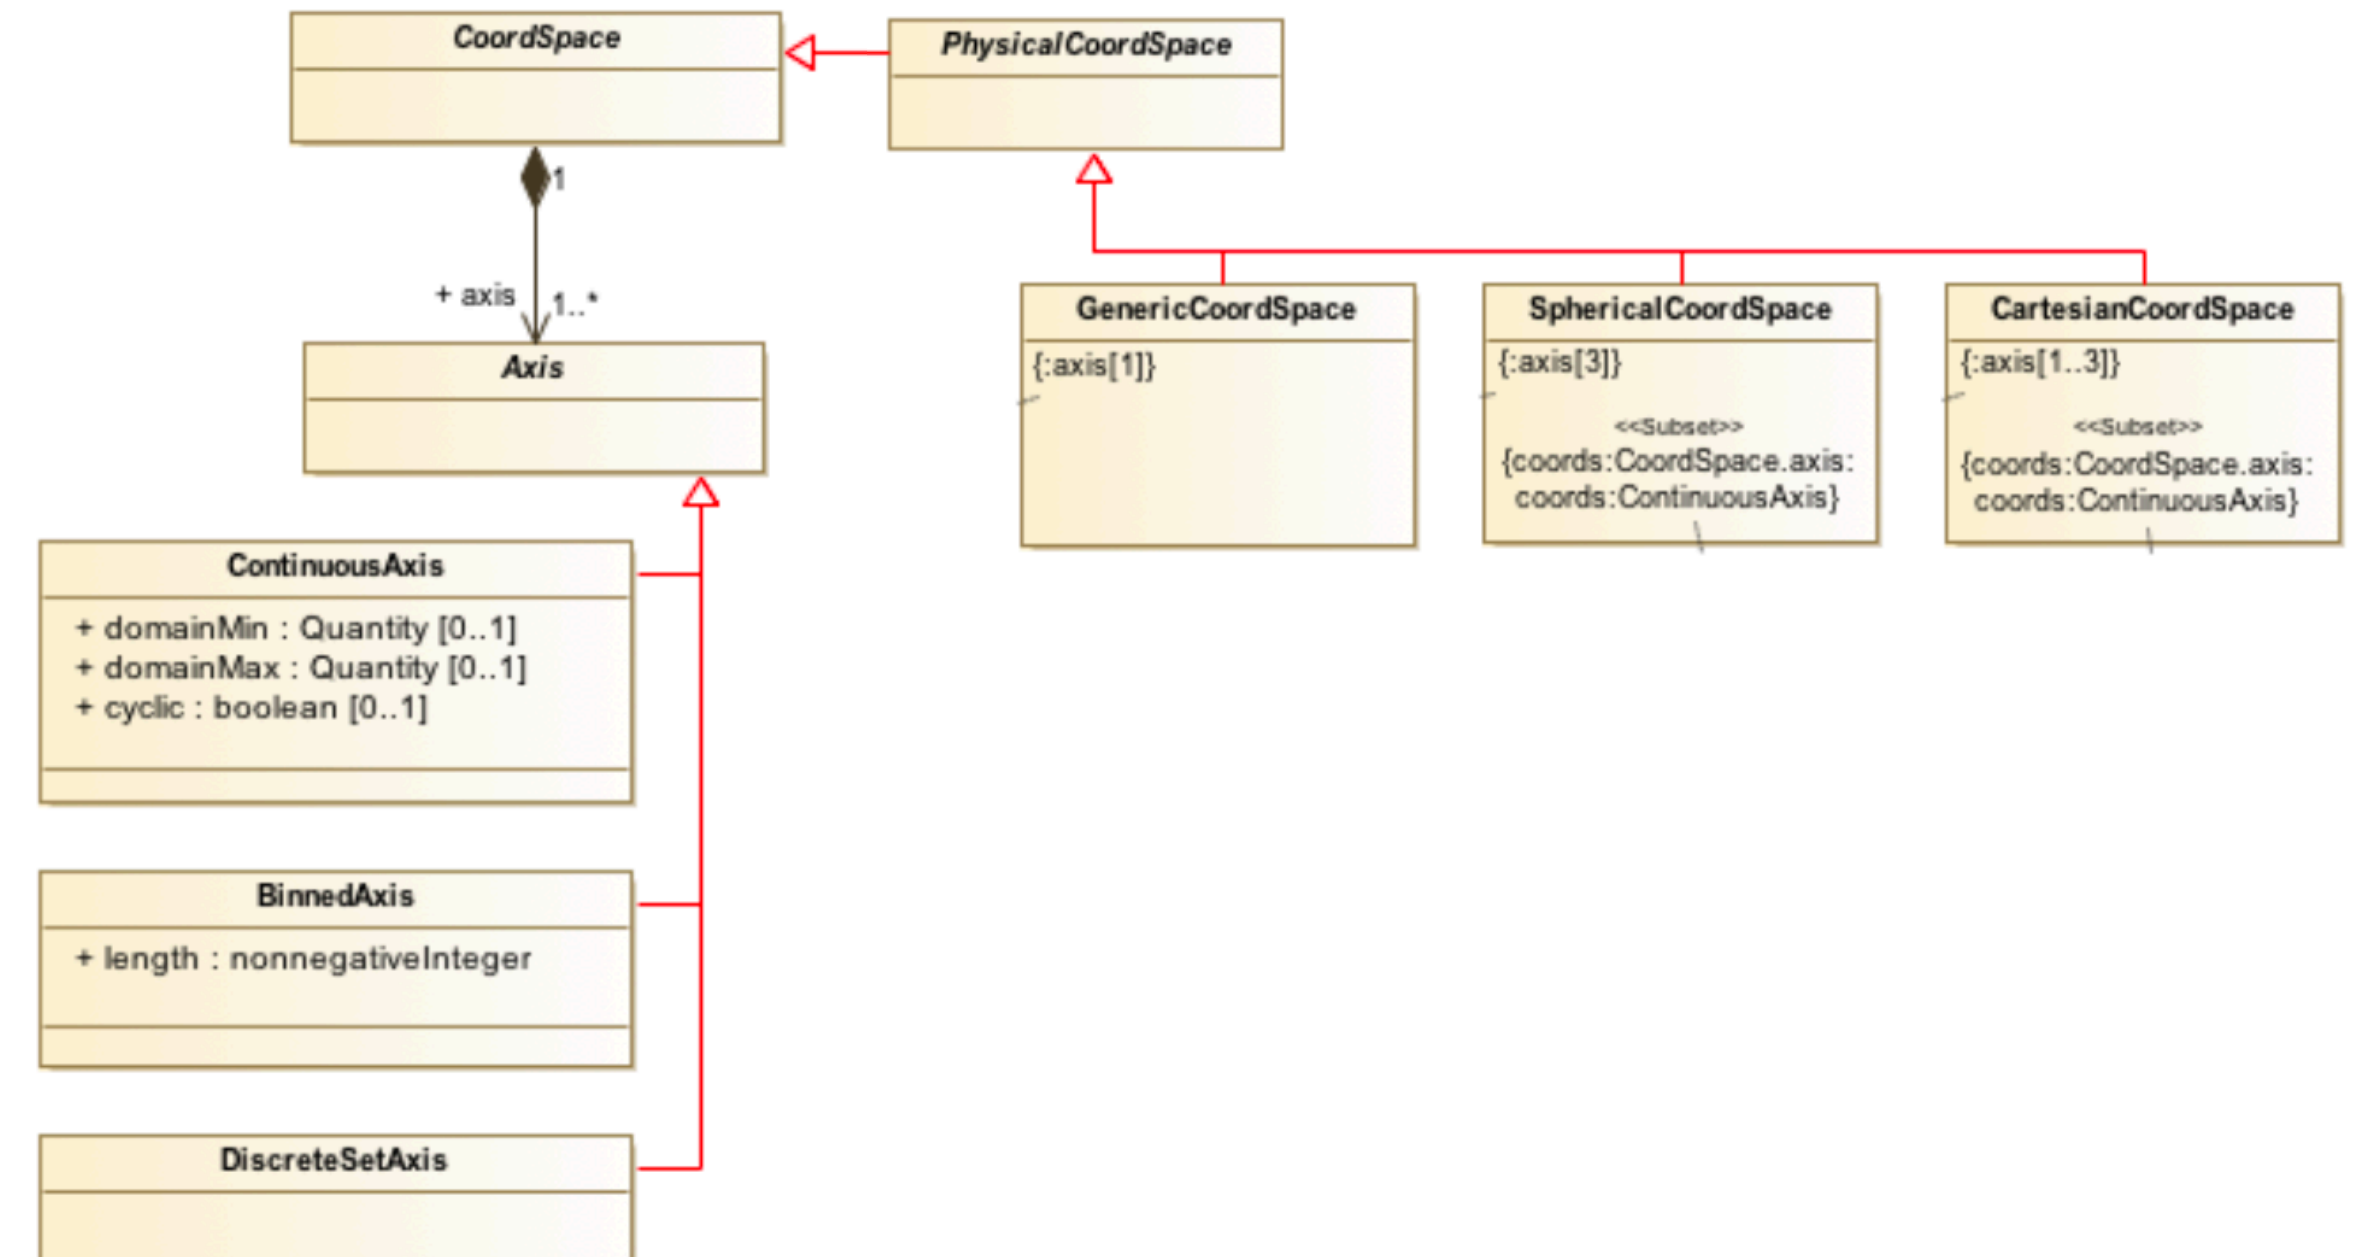 CoordSpace
PhysicalCoordSpace
1
+ axis
1..*
Axis
GenericCoordSpace
{:axis[1]}
SphericalCoordSpace
{:axis[3]}
<<Subset>>
{coords:CoordSpace.axis:
coords:ContinuousAxis}
CartesianCoordSpace
{:axis[1..3]}
<<Subset>>
{coords:CoordSpace.axis:
coords:ContinuousAxis}
ContinuousAxis
+ domainMin : Quantity [0..1]
+ domainMax : Quantity [0..1]
+ cyclic : boolean [0..1]
BinnedAxis
+ length : nonnegativeInteger
DiscreteSetAxis